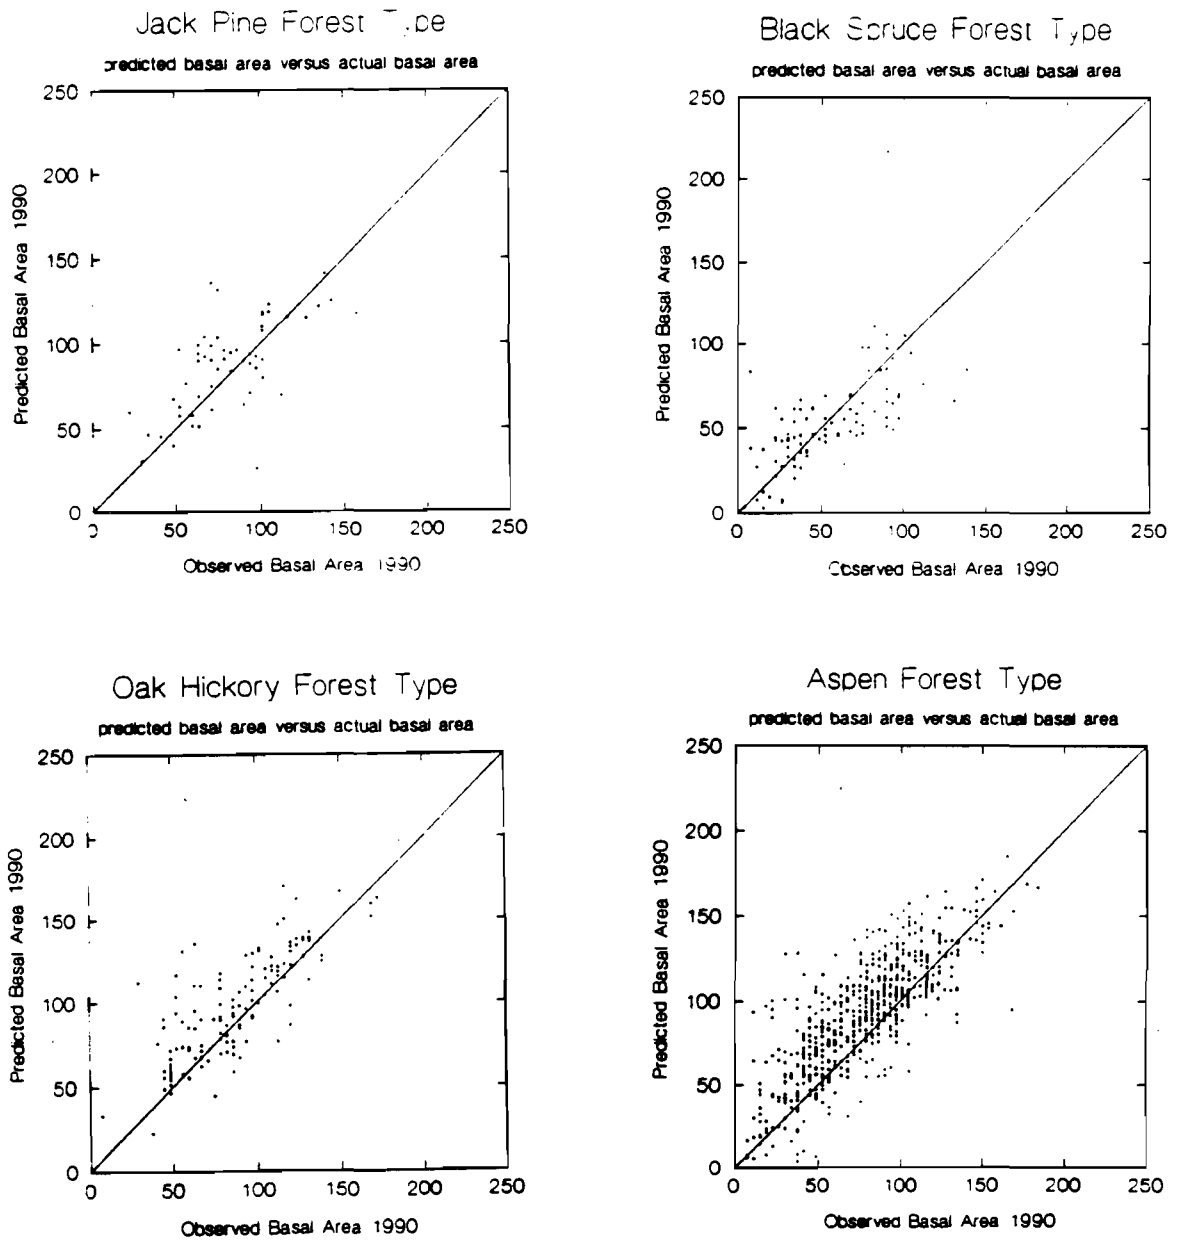 Jack Pine Forest Type
predicted basal area versus actual basal area
250
200
150
100
50
0
Predicted Basal Area 1990
0 50 100 150 200 250
Observed Basal Area 1990
Black Spruce Forest Type
predicted basal area versus actual basal area
250
200
150
100
50
0
Predicted Basal Area 1990
0 50 100 150 200 250
Observed Basal Area 1990
Oak Hickory Forest Type
predicted basal area versus actual basal area
250
200
150
100
50
0
Predicted Basal Area 1990
0 50 100 150 200 250
Observed Basal Area 1990
Aspen Forest Type
predicted basal area versus actual basal area
250
200
150
100
50
0
Predicted Basal Area 1990
0 50 100 150 200 250
Observed Basal Area 1990